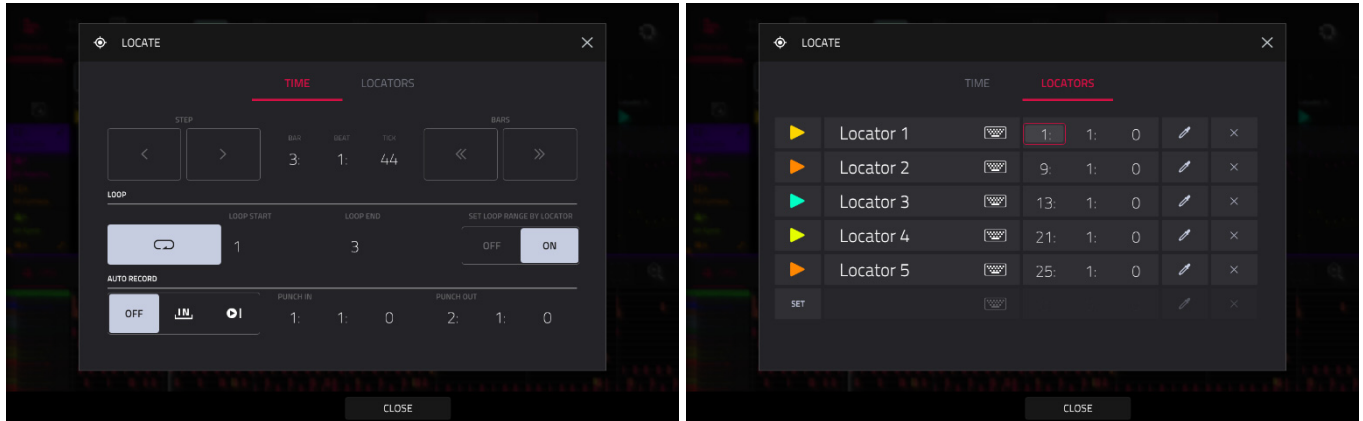 LOCATE
TIME LOCATORS
STEP BARS
BAR BEAT TICK
3: 1: 44
LOOP
LOOP START LOOP END SET LOOP RANGE BY LOCATOR
1 3 OFF ON
AUTO RECORD
PUNCH IN PUNCH OUT
OFF IN 1: 1: 0 2: 1: 0
CLOSE
LOCATE
TIME LOCATORS
Locator 1 1: 1: 0
Locator 2 9: 1: 0
Locator 3 13: 1: 0
Locator 4 21: 1: 0
Locator 5 25: 1: 0
SET
CLOSE